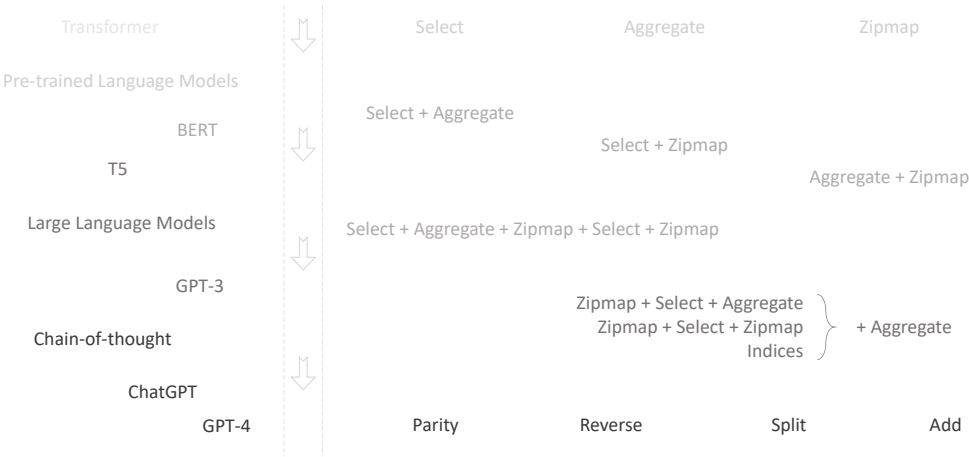 Transformer
Select
Aggregate
Zipmap
Pre-trained Language Models
Select + Aggregate
BERT
Select + Zipmap
T5
Aggregate + Zipmap
Large Language Models
Select + Aggregate + Zipmap + Select + Zipmap
GPT-3
Zipmap + Select + Aggregate
Zipmap + Select + Zipmap
+ Aggregate
Indices
Chain-of-thought
ChatGPT
GPT-4
Parity
Reverse
Split
Add